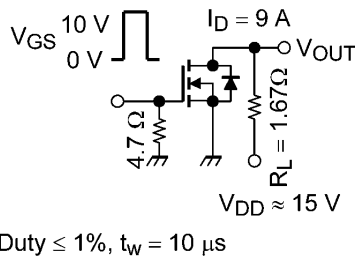 I_D = 9 A
V_GS
10 V
0 V
V_OUT
4.7 Ω
R_L = 1.67Ω
V_DD ≈ 15 V
Duty ≤ 1%, t_w = 10 μs